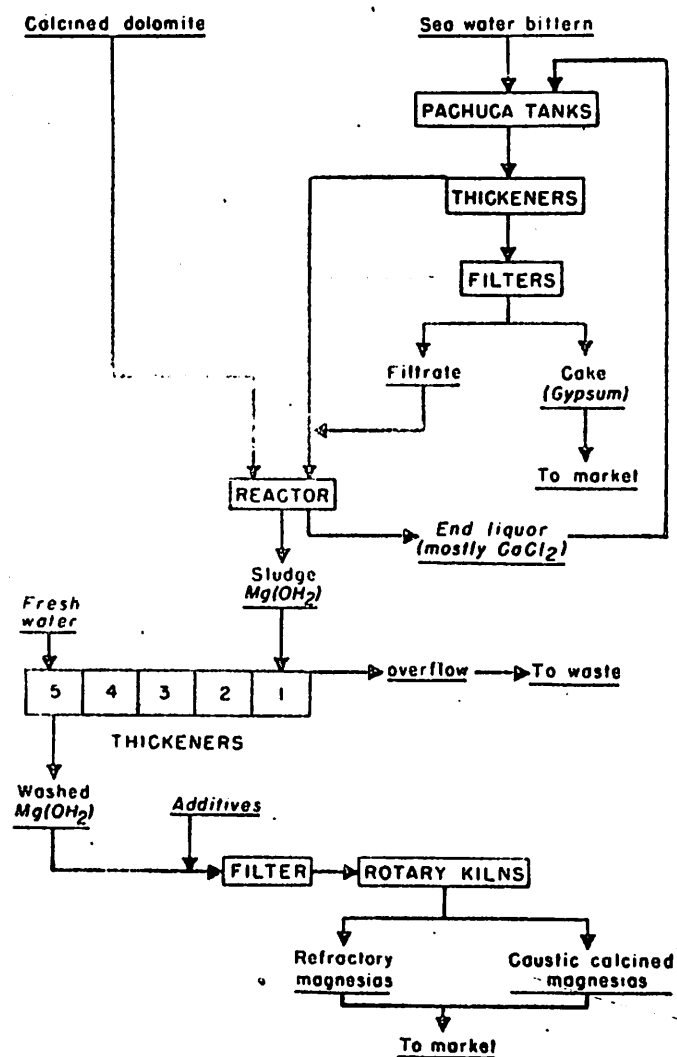 Calcined dolomite
Sea water bittern
PACHUCA TANKS
THICKENERS
FILTERS
Filtrate
Cake
(Gypsum)
To market
REACTOR
End liquor
(mostly CaCl2)
Sludge
Mg(OH2)
Fresh
water
5 4 3 2 1
overflow
To waste
THICKENERS
Washed
Mg(OH2)
Additives
FILTER
ROTARY KILNS
Refractory
magnesias
Caustic calcined
magnesias
To market